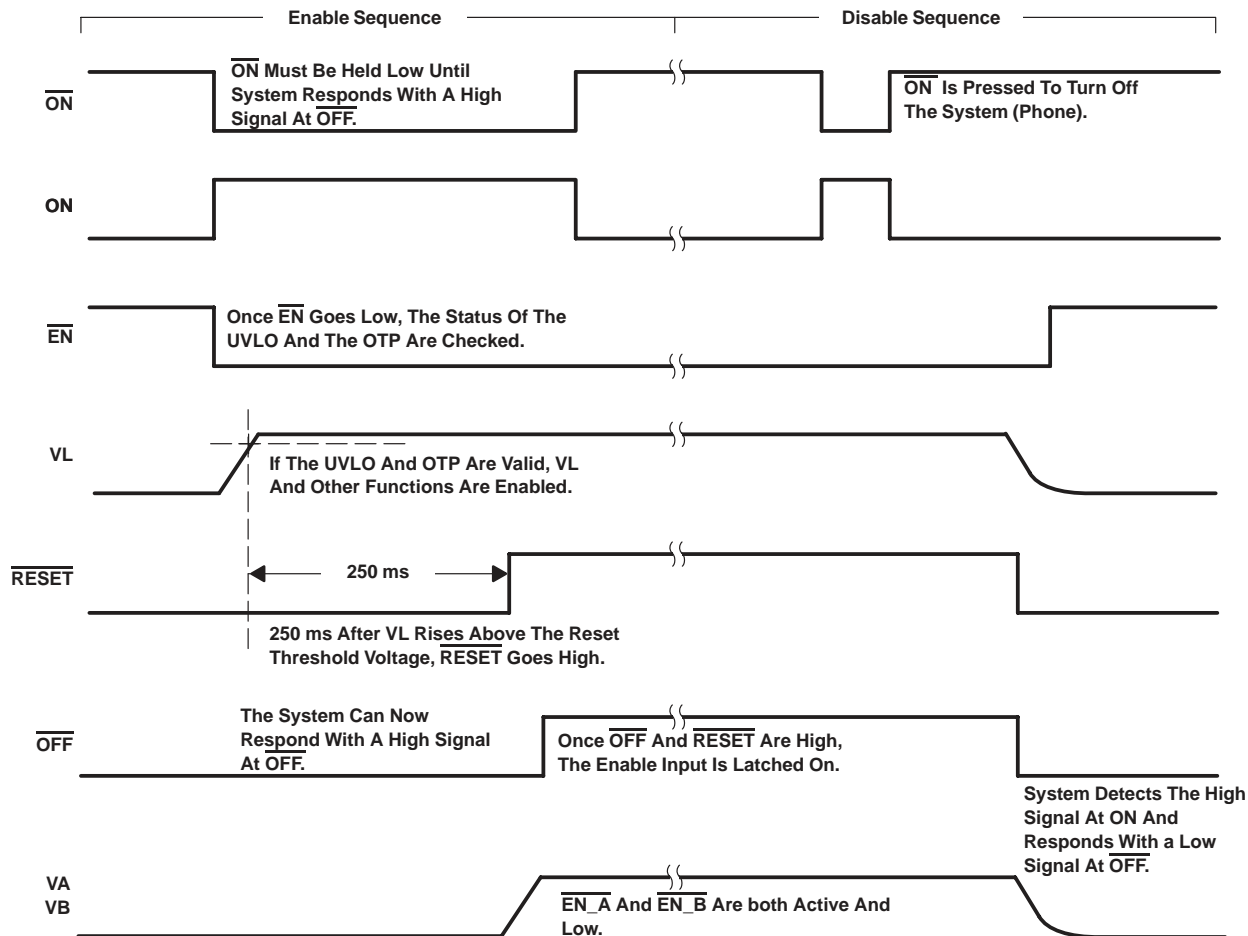 Enable Sequence
Disable Sequence
ON
ON Must Be Held Low Until
System Responds With A High
Signal At OFF.
ON Is Pressed To Turn Off
The System (Phone).
ON
EN
Once EN Goes Low, The Status Of The
UVLO And The OTP Are Checked.
VL
If The UVLO And OTP Are Valid, VL
And Other Functions Are Enabled.
RESET
250 ms
250 ms After VL Rises Above The Reset
Threshold Voltage, RESET Goes High.
OFF
The System Can Now
Respond With A High Signal
At OFF.
Once OFF And RESET Are High,
The Enable Input Is Latched On.
System Detects The High
Signal At ON And
Responds With a Low
Signal At OFF.
VA
VB
EN_A And EN_B Are both Active And
Low.